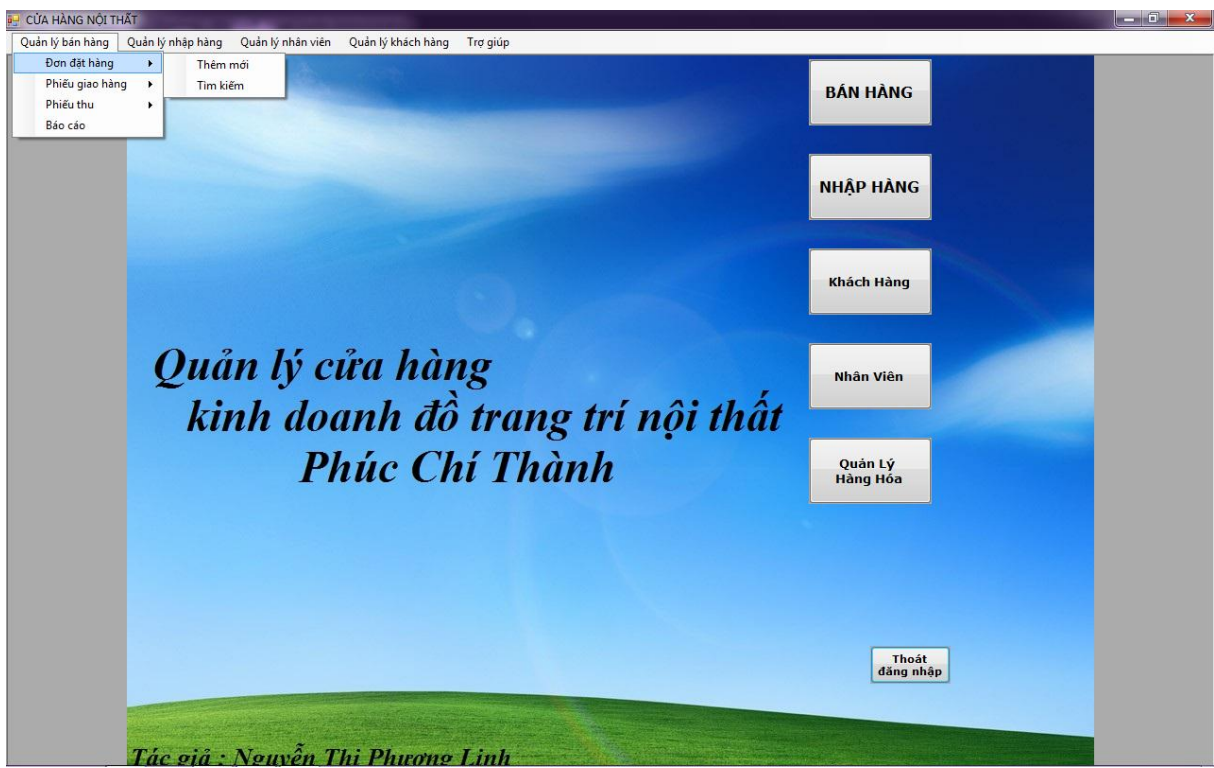 CỬA HÀNG NỘI THẤT
Quản lý bán hàng Quản lý nhập hàng Quản lý nhân viên Quản lý khách hàng Trợ giúp
Đơn đặt hàng
Thêm mới
Phiếu giao hàng
Tìm kiếm
Phiếu thu
Báo cáo
BÁN HÀNG
NHẬP HÀNG
Khách Hàng
Nhân Viên
Quản Lý
Hàng Hóa
Quản lý cửa hàng
kinh doanh đồ trang trí nội thất
Phúc Chí Thành
Thoát
đăng nhập
Tác giả : Nguyễn Thị Phương Linh